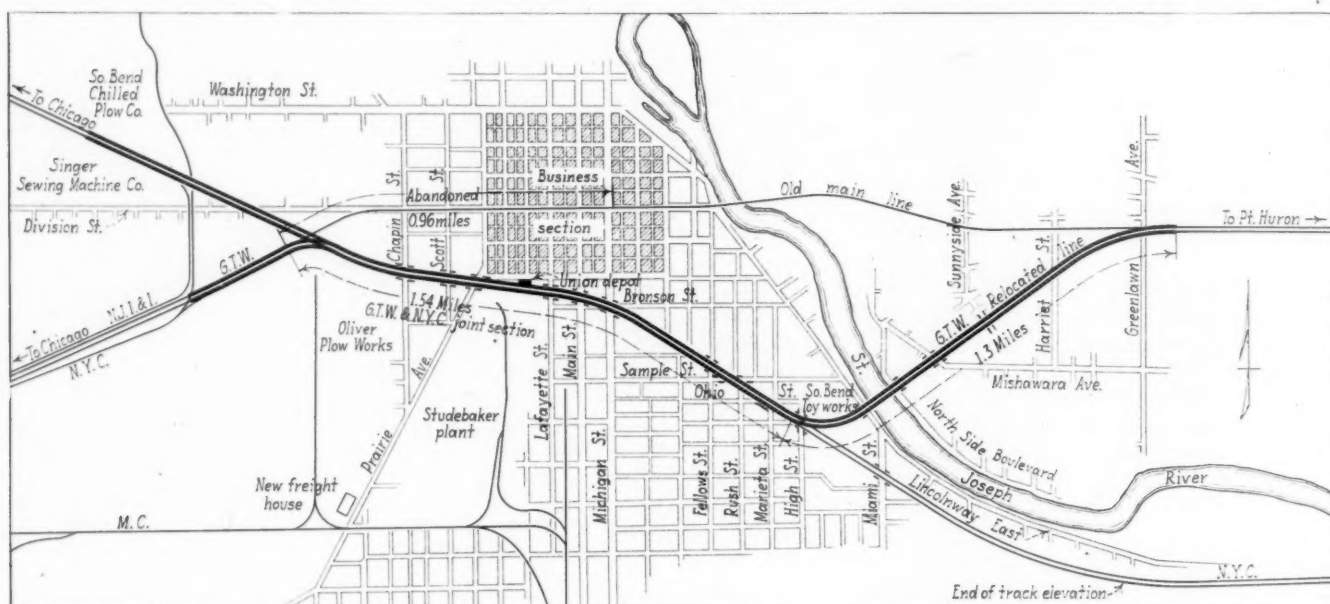 So. Bend
Chilled
Plow Co.
Washington St.
To Chicago
Singer
Sewing Machine Co.
Division St.
Chapin St.
Scott St.
Abandoned
0.96 miles
Business
section
Old main line
Sunnyside Ave.
Harriet St.
Greenlawn Ave.
To Pt. Huron
G.T.W.
N.J.I.&I.
To Chicago
N.Y.C.
Union depot
Bronson St.
1.54 Miles
G.T.W. & N.Y.C. joint section
Oliver
Plow Works
Prairie Ave.
Studebaker
plant
Lafayette St.
Main St.
Michigan St.
Sample St.
Ohio St.
So. Bend
Toy works
G.T.W. Relocated line
1.3 Miles
Mishawara Ave.
North Side Boulevard
St. Joseph River
Lincolnway East
Fellows St.
Rush St.
Marieta St.
High St.
Miami St.
New freight
house
M.C.
N.Y.C.
End of track elevation